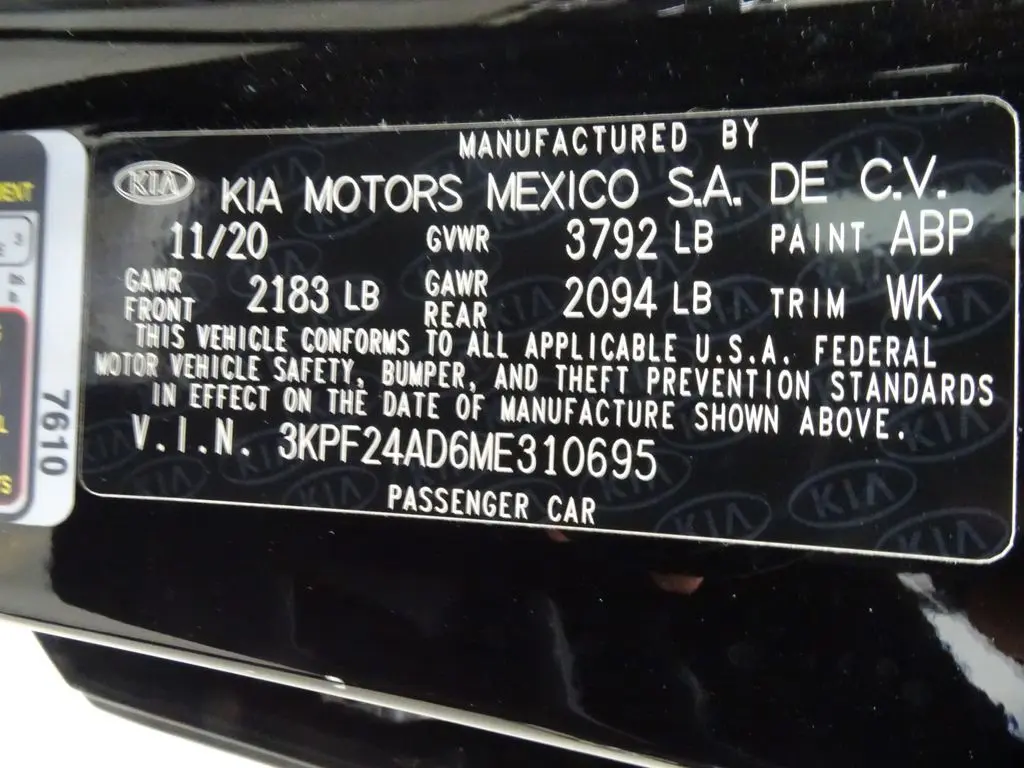 MANUFACTURED BY
KIA KIA MOTORS MEXICO S.A. DE C.V.
11/20 GVWR 3792 LB PAINT ABP
GAWR FRONT 2183 LB GAWR REAR 2094 LB TRIM WK
THIS VEHICLE CONFORMS TO ALL APPLICABLE U.S.A. FEDERAL
MOTOR VEHICLE SAFETY, BUMPER, AND THEFT PREVENTION STANDARDS
IN EFFECT ON THE DATE OF MANUFACTURE SHOWN ABOVE.
V.I.N. 3KPF24AD6ME310695
PASSENGER CAR
7610